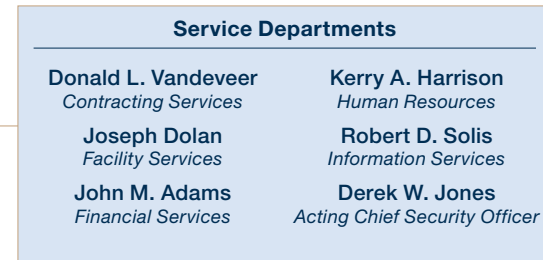 Service Departments
Donald L. Vandeveer
Contracting Services
Joseph Dolan
Facility Services
John M. Adams
Financial Services
Kerry A. Harrison
Human Resources
Robert D. Solis
Information Services
Derek W. Jones
Acting Chief Security Officer